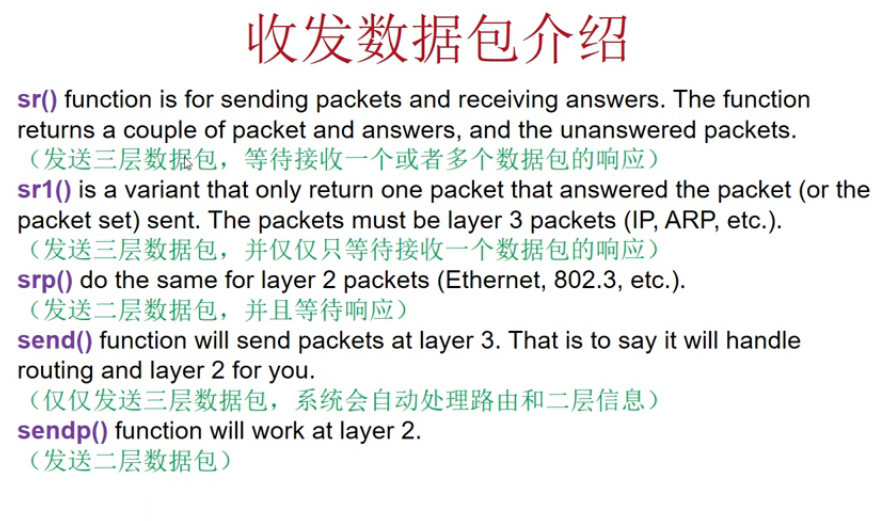 收发数据包介绍
sr() function is for sending packets and receiving answers. The function
returns a couple of packet and answers, and the unanswered packets.
（发送三层数据包，等待接收一个或者多个数据包的响应）
sr1() is a variant that only return one packet that answered the packet (or the
packet set) sent. The packets must be layer 3 packets (IP, ARP, etc.).
（发送三层数据包，并仅仅只等待接收一个数据包的响应）
srp() do the same for layer 2 packets (Ethernet, 802.3, etc.).
（发送二层数据包，并且等待响应）
send() function will send packets at layer 3. That is to say it will handle
routing and layer 2 for you.
（仅仅发送三层数据包，系统会自动处理路由和二层信息）
sendp() function will work at layer 2.
（发送二层数据包）